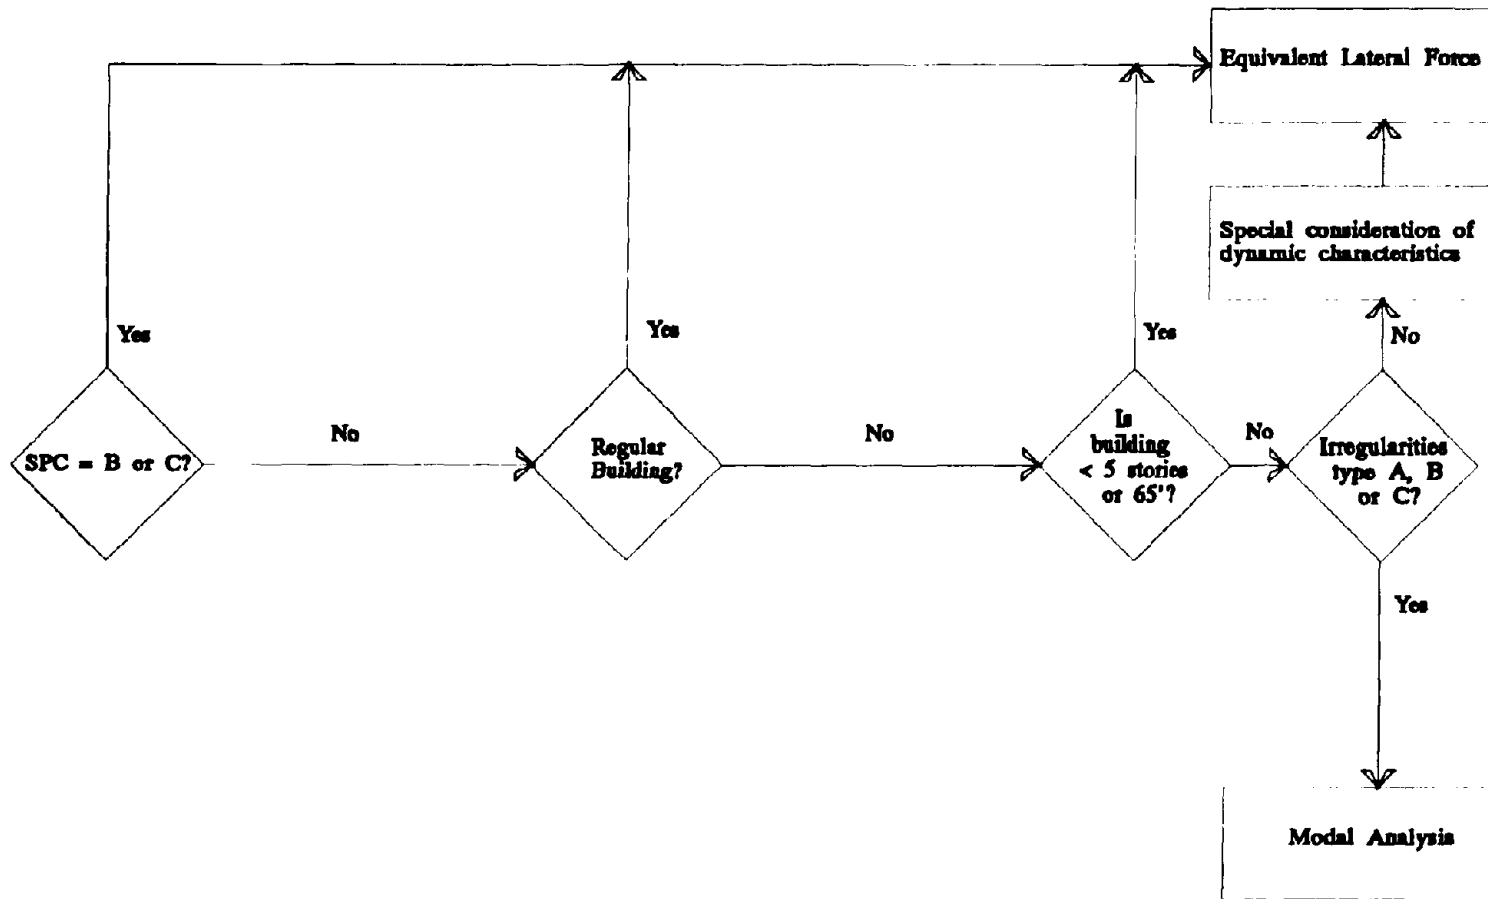 Equivalent Lateral Force
Special consideration of
dynamic characteristics
Yes
Yes
Yes
No
SPC = B or C?
No
Regular
Building?
No
Is
building
< 5 stories
or 65'?
No
Irregularities
type A, B
or C?
Yes
Modal Analysis